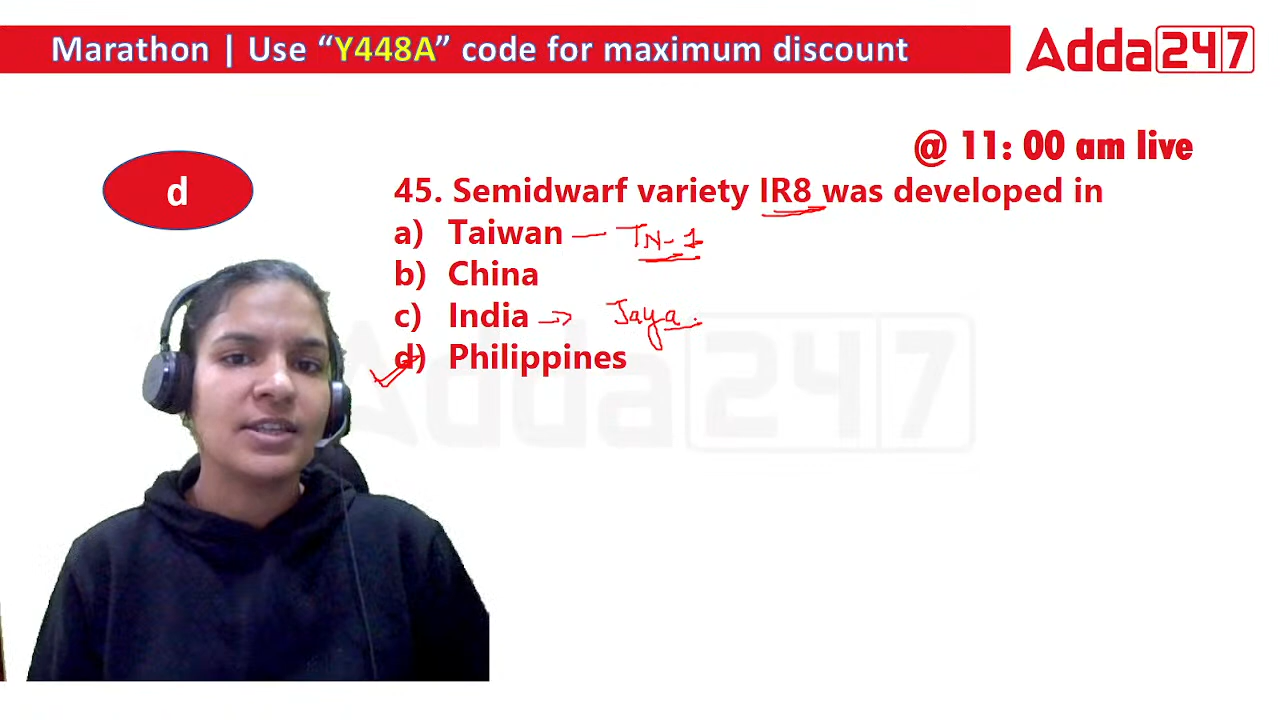 Marathon | Use “Y448A” code for maximum discount
Adda247
@ 11: 00 am live
d
45. Semidwarf variety IR8 was developed in
a) Taiwan — TN-1
b) China
c) India → Jaya.
d) Philippines
Adda247